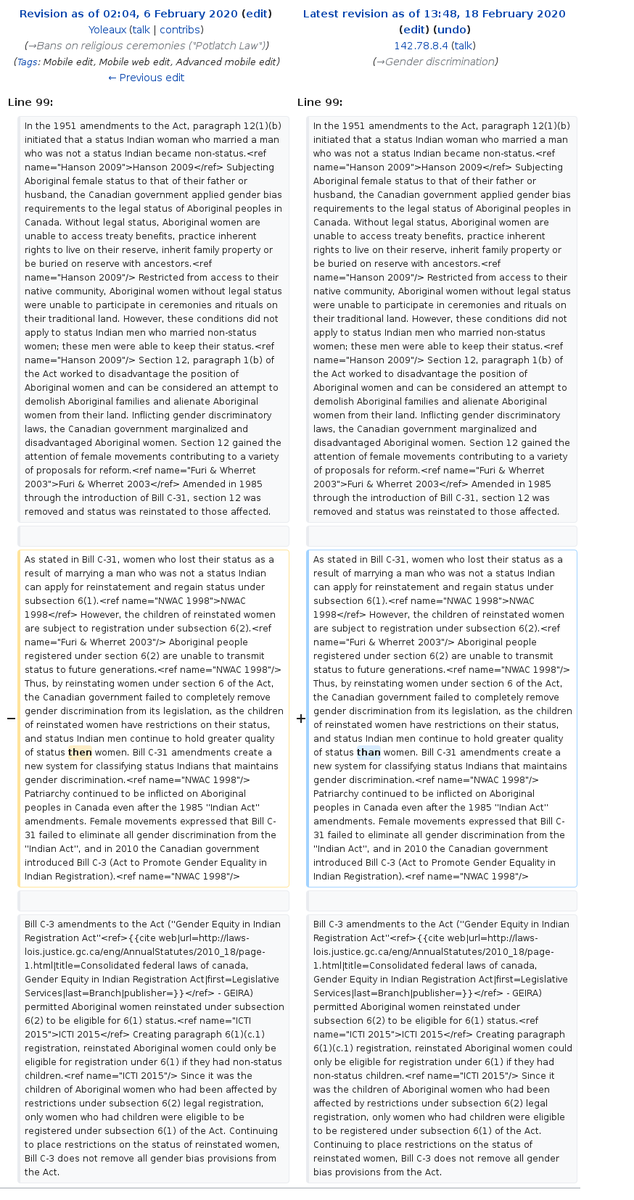 Revision as of 02:04, 6 February 2020 (edit)
Yoleaux (talk | contribs)
(→Bans on religious ceremonies ("Potlatch Law"))
(Tags: Mobile edit, Mobile web edit, Advanced mobile edit)
← Previous edit
Latest revision as of 13:48, 18 February 2020
(edit) (undo)
142.78.8.4 (talk)
(→Gender discrimination)
Line 99:
Line 99:
In the 1951 amendments to the Act, paragraph 12(1)(b)
initiated that a status Indian woman who married a man
who was not a status Indian became non-status.<ref
name="Hanson 2009">Hanson 2009</ref> Subjecting
Aboriginal female status to that of their father or
husband, the Canadian government applied gender bias
requirements to the legal status of Aboriginal peoples in
Canada. Without legal status, Aboriginal women are
unable to access treaty benefits, practice inherent
rights to live on their reserve, inherit family property or
be buried on reserve with ancestors.<ref
name="Hanson 2009"/> Restricted from access to their
native community, Aboriginal women without legal status
were unable to participate in ceremonies and rituals on
their traditional land. However, these conditions did not
apply to status Indian men who married non-status
women; these men were able to keep their status.<ref
name="Hanson 2009"/> Section 12, paragraph 1(b) of
the Act worked to disadvantage the position of
Aboriginal women and can be considered an attempt to
demolish Aboriginal families and alienate Aboriginal
women from their land. Inflicting gender discriminatory
laws, the Canadian government marginalized and
disadvantaged Aboriginal women. Section 12 gained the
attention of female movements contributing to a variety
of proposals for reform.<ref name="Furi & Wherret
2003">Furi & Wherret 2003</ref> Amended in 1985
through the introduction of Bill C-31, section 12 was
removed and status was reinstated to those affected.
In the 1951 amendments to the Act, paragraph 12(1)(b)
initiated that a status Indian woman who married a man
who was not a status Indian became non-status.<ref
name="Hanson 2009">Hanson 2009</ref> Subjecting
Aboriginal female status to that of their father or
husband, the Canadian government applied gender bias
requirements to the legal status of Aboriginal peoples in
Canada. Without legal status, Aboriginal women are
unable to access treaty benefits, practice inherent
rights to live on their reserve, inherit family property or
be buried on reserve with ancestors.<ref
name="Hanson 2009"/> Restricted from access to their
native community, Aboriginal women without legal status
were unable to participate in ceremonies and rituals on
their traditional land. However, these conditions did not
apply to status Indian men who married non-status
women; these men were able to keep their status.<ref
name="Hanson 2009"/> Section 12, paragraph 1(b) of
the Act worked to disadvantage the position of
Aboriginal women and can be considered an attempt to
demolish Aboriginal families and alienate Aboriginal
women from their land. Inflicting gender discriminatory
laws, the Canadian government marginalized and
disadvantaged Aboriginal women. Section 12 gained the
attention of female movements contributing to a variety
of proposals for reform.<ref name="Furi & Wherret
2003">Furi & Wherret 2003</ref> Amended in 1985
through the introduction of Bill C-31, section 12 was
removed and status was reinstated to those affected.
−
As stated in Bill C-31, women who lost their status as a
result of marrying a man who was not a status Indian
can apply for reinstatement and regain status under
subsection 6(1).<ref name="NWAC 1998">NWAC
1998</ref> However, the children of reinstated women
are subject to registration under subsection 6(2).<ref
name="Furi & Wherret 2003"/> Aboriginal people
registered under section 6(2) are unable to transmit
status to future generations.<ref name="NWAC 1998"/>
Thus, by reinstating women under section 6 of the Act,
the Canadian government failed to completely remove
gender discrimination from its legislation, as the children
of reinstated women have restrictions on their status,
and status Indian men continue to hold greater quality
of status then women. Bill C-31 amendments create a
new system for classifying status Indians that maintains
gender discrimination.<ref name="NWAC 1998"/>
Patriarchy continued to be inflicted on Aboriginal
peoples in Canada even after the 1985 ''Indian Act''
amendments. Female movements expressed that Bill C-
31 failed to eliminate all gender discrimination from the
''Indian Act'', and in 2010 the Canadian government
introduced Bill C-3 (Act to Promote Gender Equality in
Indian Registration).<ref name="NWAC 1998"/>
+
As stated in Bill C-31, women who lost their status as a
result of marrying a man who was not a status Indian
can apply for reinstatement and regain status under
subsection 6(1).<ref name="NWAC 1998">NWAC
1998</ref> However, the children of reinstated women
are subject to registration under subsection 6(2).<ref
name="Furi & Wherret 2003"/> Aboriginal people
registered under section 6(2) are unable to transmit
status to future generations.<ref name="NWAC 1998"/>
Thus, by reinstating women under section 6 of the Act,
the Canadian government failed to completely remove
gender discrimination from its legislation, as the children
of reinstated women have restrictions on their status,
and status Indian men continue to hold greater quality
of status than women. Bill C-31 amendments create a
new system for classifying status Indians that maintains
gender discrimination.<ref name="NWAC 1998"/>
Patriarchy continued to be inflicted on Aboriginal
peoples in Canada even after the 1985 ''Indian Act''
amendments. Female movements expressed that Bill C-
31 failed to eliminate all gender discrimination from the
''Indian Act'', and in 2010 the Canadian government
introduced Bill C-3 (Act to Promote Gender Equality in
Indian Registration).<ref name="NWAC 1998"/>
Bill C-3 amendments to the Act (''Gender Equity in Indian
Registration Act''<ref>{{cite web|url=http://laws-
lois.justice.gc.ca/eng/AnnualStatutes/2010_18/page-
1.html|title=Consolidated federal laws of canada,
Gender Equity in Indian Registration Act|first=Legislative
Services|last=Branch|publisher=}}</ref> - GEIRA)
permitted Aboriginal women reinstated under subsection
6(2) to be eligible for 6(1) status.<ref name="ICTI
2015">ICTI 2015</ref> Creating paragraph 6(1)(c.1)
registration, reinstated Aboriginal women could only be
eligible for registration under 6(1) if they had non-status
children.<ref name="ICTI 2015"/> Since it was the
children of Aboriginal women who had been affected by
restrictions under subsection 6(2) legal registration,
only women who had children were eligible to be
registered under subsection 6(1) of the Act. Continuing
to place restrictions on the status of reinstated women,
Bill C-3 does not remove all gender bias provisions from
the Act.
Bill C-3 amendments to the Act (''Gender Equity in Indian
Registration Act''<ref>{{cite web|url=http://laws-
lois.justice.gc.ca/eng/AnnualStatutes/2010_18/page-
1.html|title=Consolidated federal laws of canada,
Gender Equity in Indian Registration Act|first=Legislative
Services|last=Branch|publisher=}}</ref> - GEIRA)
permitted Aboriginal women reinstated under
subsection 6(2) to be eligible for 6(1) status.<ref
name="ICTI 2015">ICTI 2015</ref> Creating paragraph
6(1)(c.1) registration, reinstated Aboriginal women could
only be eligible for registration under 6(1) if they had
non-status children.<ref name="ICTI 2015"/> Since it
was the children of Aboriginal women who had been
affected by restrictions under subsection 6(2) legal
registration, only women who had children were eligible
to be registered under subsection 6(1) of the Act.
Continuing to place restrictions on the status of
reinstated women, Bill C-3 does not remove all gender
bias provisions from the Act.